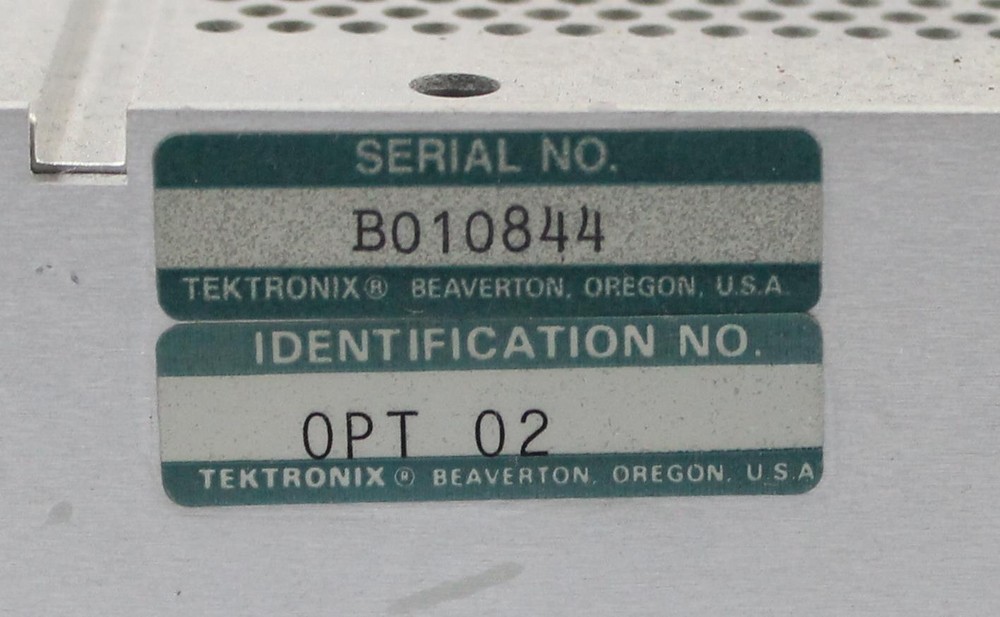 SERIAL NO.
B010844
TEKTRONIX® BEAVERTON, OREGON, U.S.A.
IDENTIFICATION NO.
OPT 02
TEKTRONIX® BEAVERTON, OREGON, U.S.A